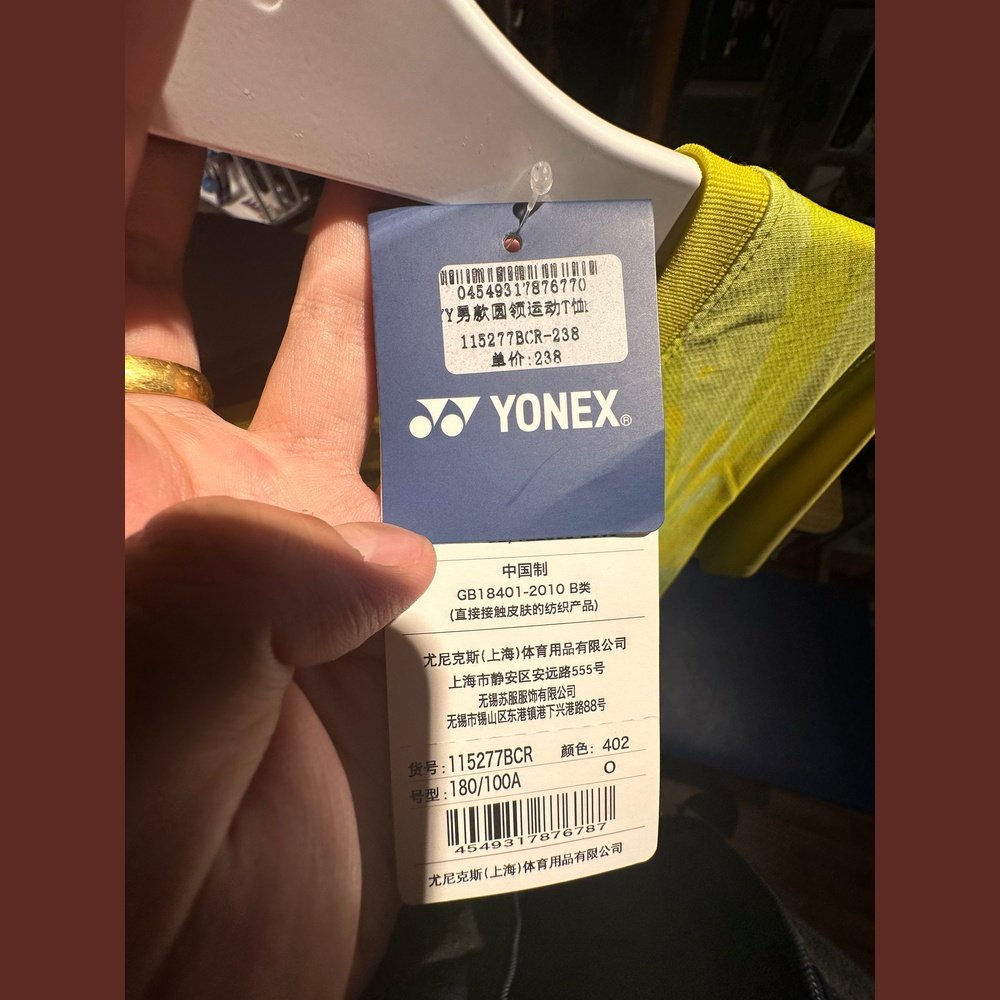 04549317876770
YY男款圆领运动T恤
115277BCR-238
单价:238
YONEX®
中国制
GB18401-2010 B类
(直接接触皮肤的纺织产品)
尤尼克斯(上海)体育用品有限公司
上海市静安区安远路555号
无锡苏服服饰有限公司
无锡市锡山区东港镇港下兴港路88号
货号:115277BCR 颜色: 402
号型:180/100A O
4549317876787
尤尼克斯(上海)体育用品有限公司